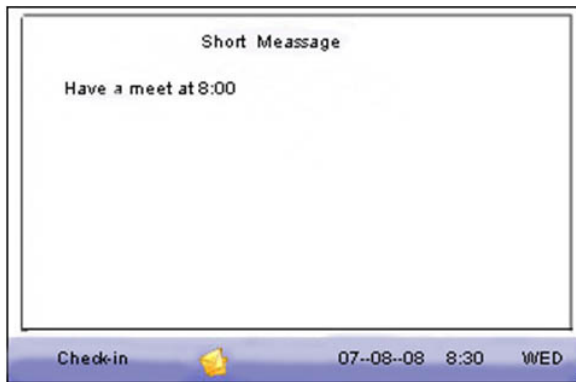 Short Meassage
Have a meet at 8:00
Check-in 07--08--08 8:30 WED